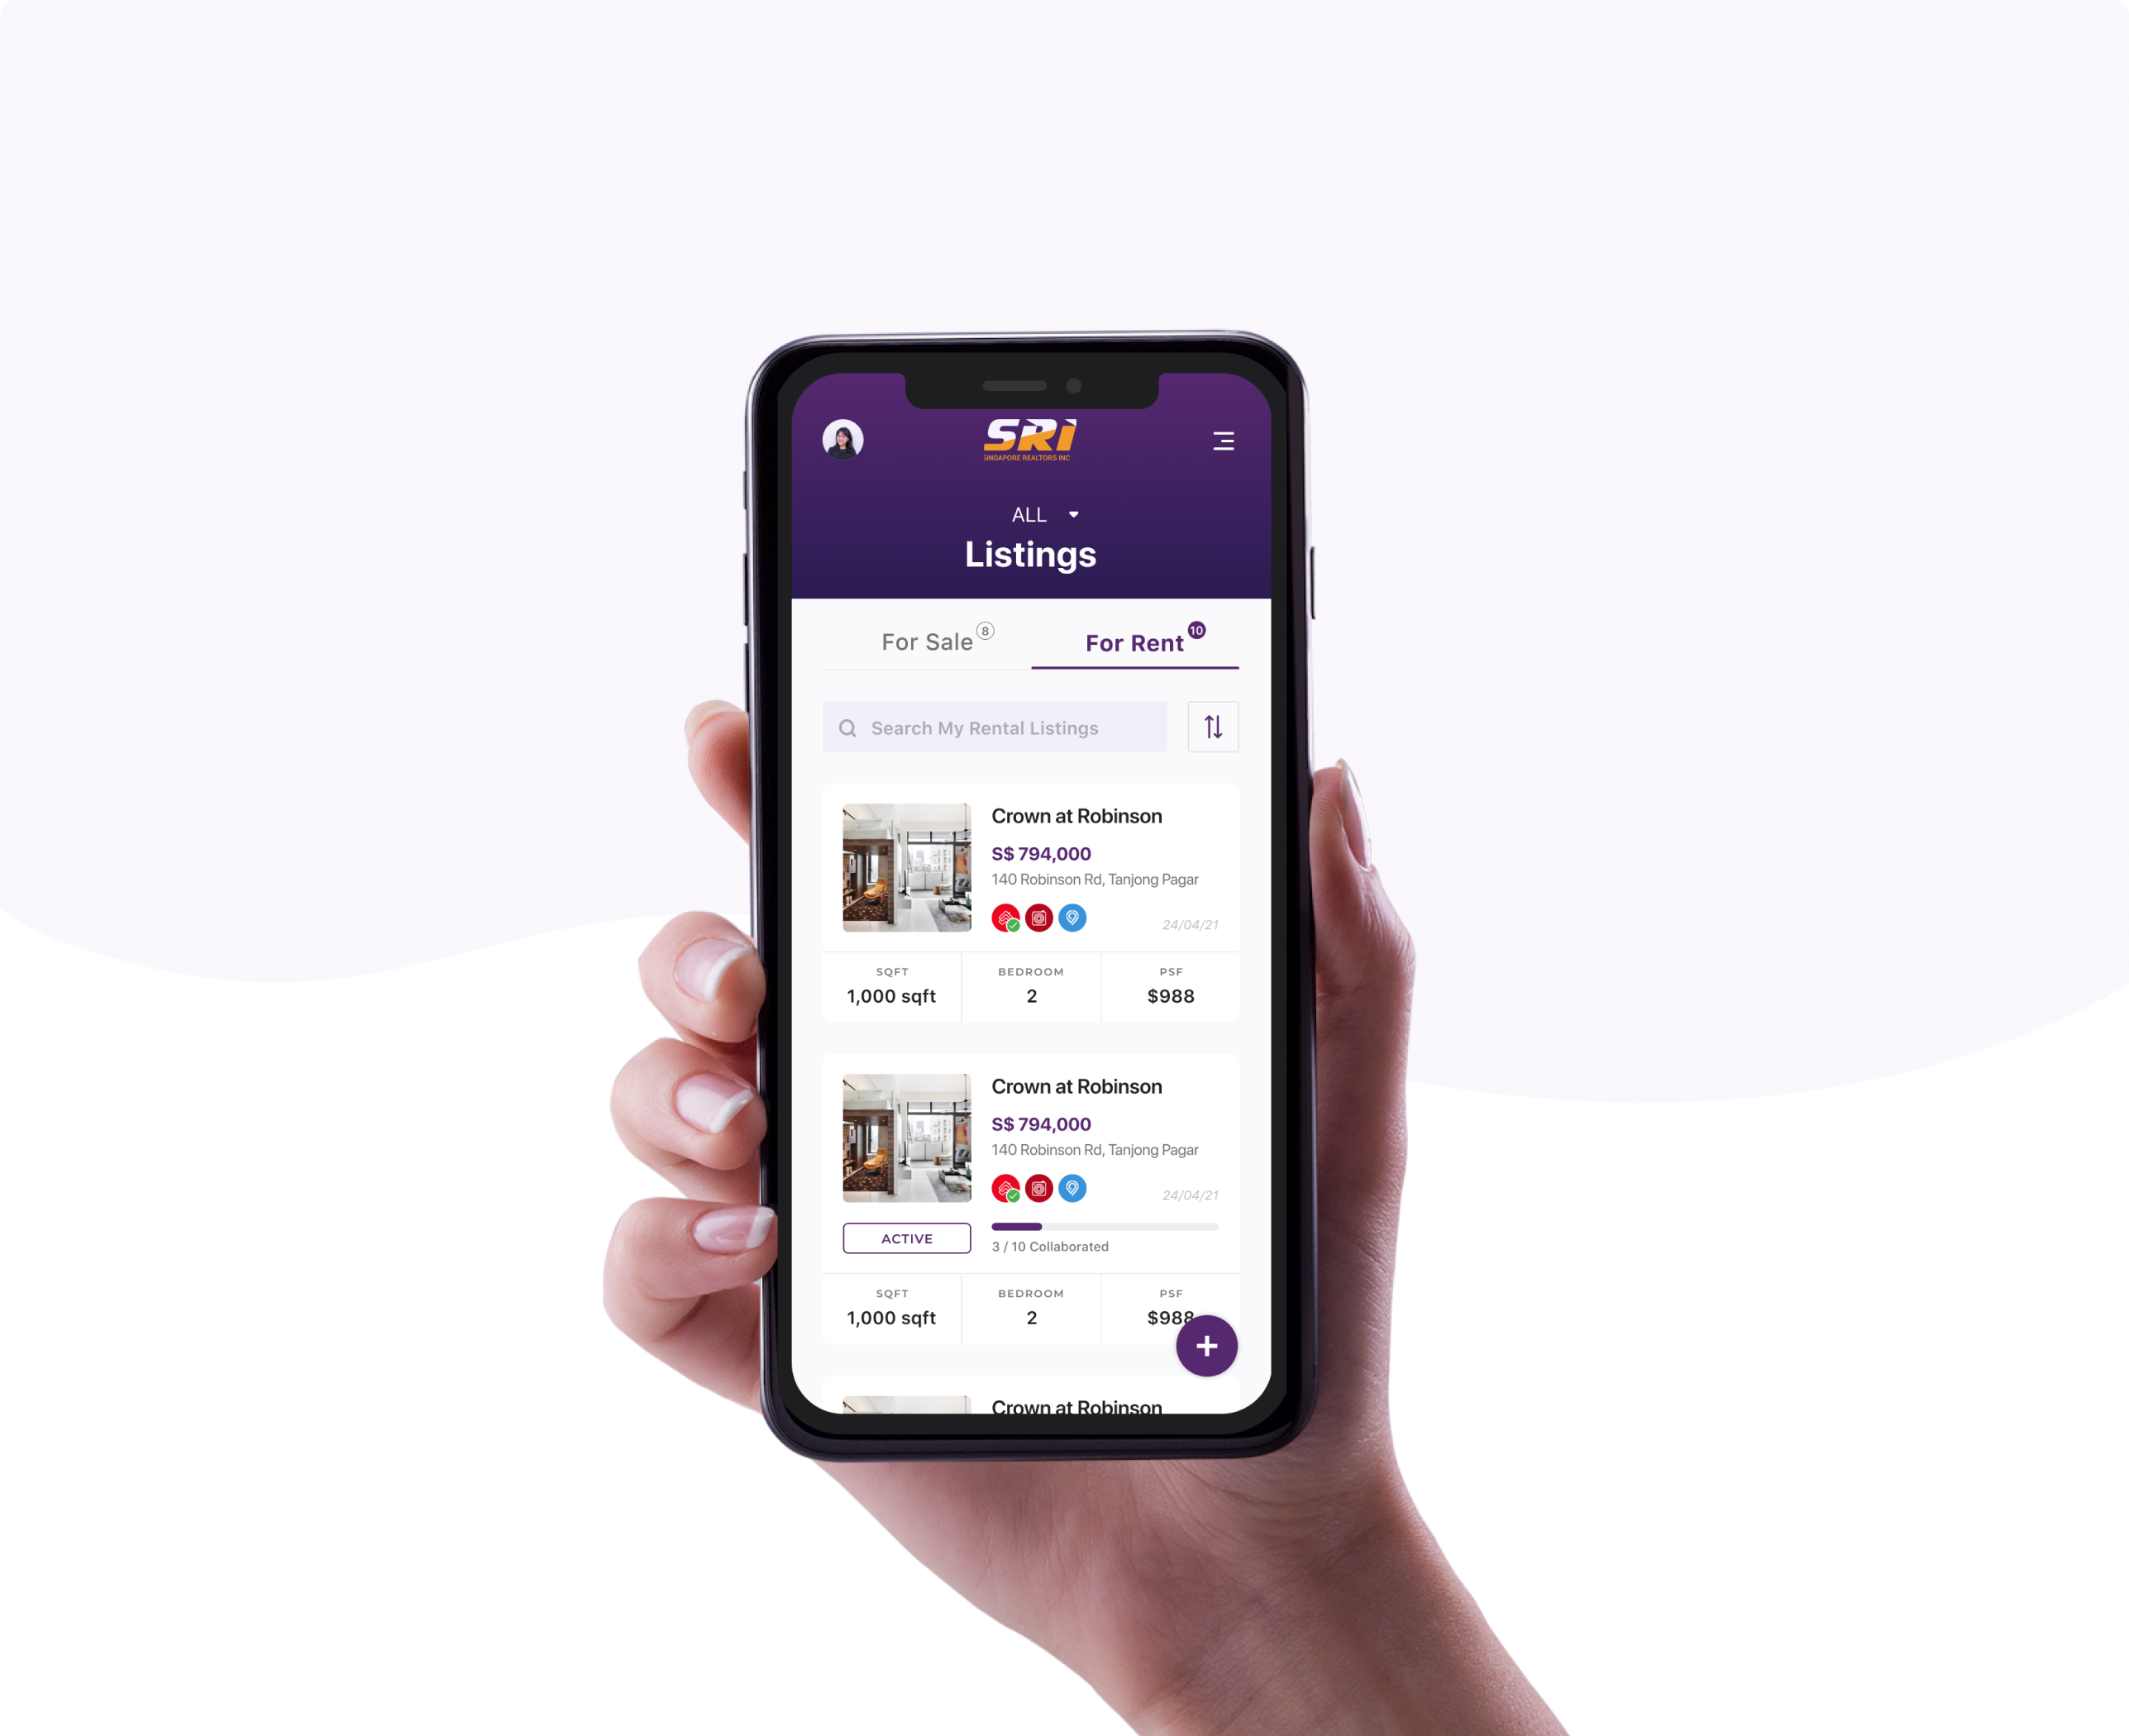 SRI
SINGAPORE REALTORS INC
ALL
Listings
For Sale 8
For Rent 10
Search My Rental Listings
Crown at Robinson
S$ 794,000
140 Robinson Rd, Tanjong Pagar
24/04/21
SQFT BEDROOM PSF
1,000 sqft 2 $988
Crown at Robinson
S$ 794,000
140 Robinson Rd, Tanjong Pagar
24/04/21
ACTIVE
3 / 10 Collaborated
SQFT BEDROOM PSF
1,000 sqft 2 $988
Crown at Robinson